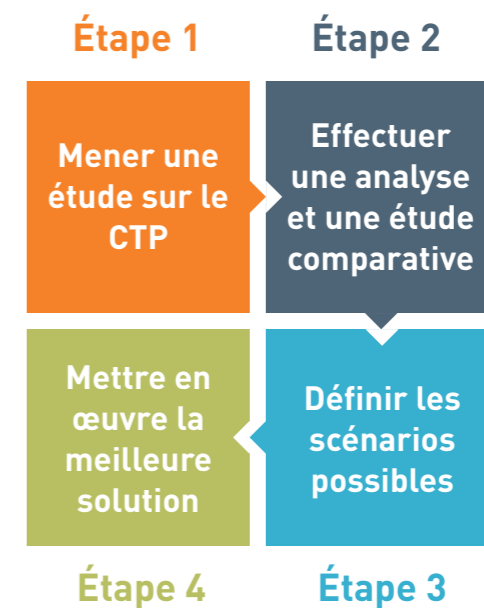 Étape 1
Mener une
étude sur le
CTP
Étape 2
Effectuer
une analyse
et une étude
comparative
Étape 3
Définir les
scénarios
possibles
Étape 4
Mettre en
œuvre la
meilleure
solution